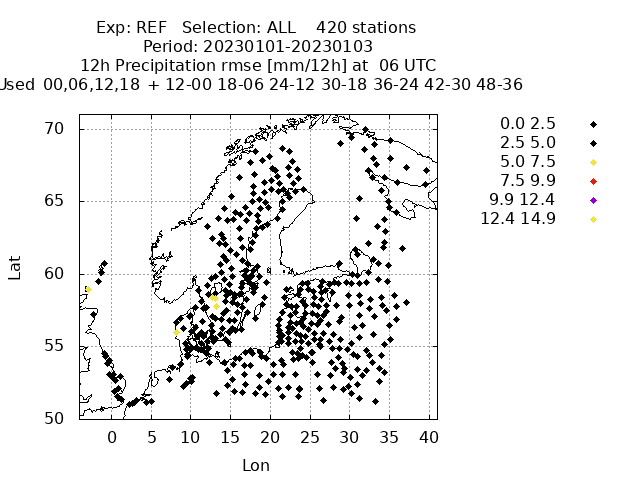 Exp: REF Selection: ALL 420 stations
Period: 20230101-20230103
12h Precipitation rmse [mm/12h] at 06 UTC
Used 00,06,12,18 + 12-00 18-06 24-12 30-18 36-24 42-30 48-36
0.0 2.5
2.5 5.0
5.0 7.5
7.5 9.9
9.9 12.4
12.4 14.9
70
65
60
55
50
Lat
0 5 10 15 20 25 30 35 40
Lon